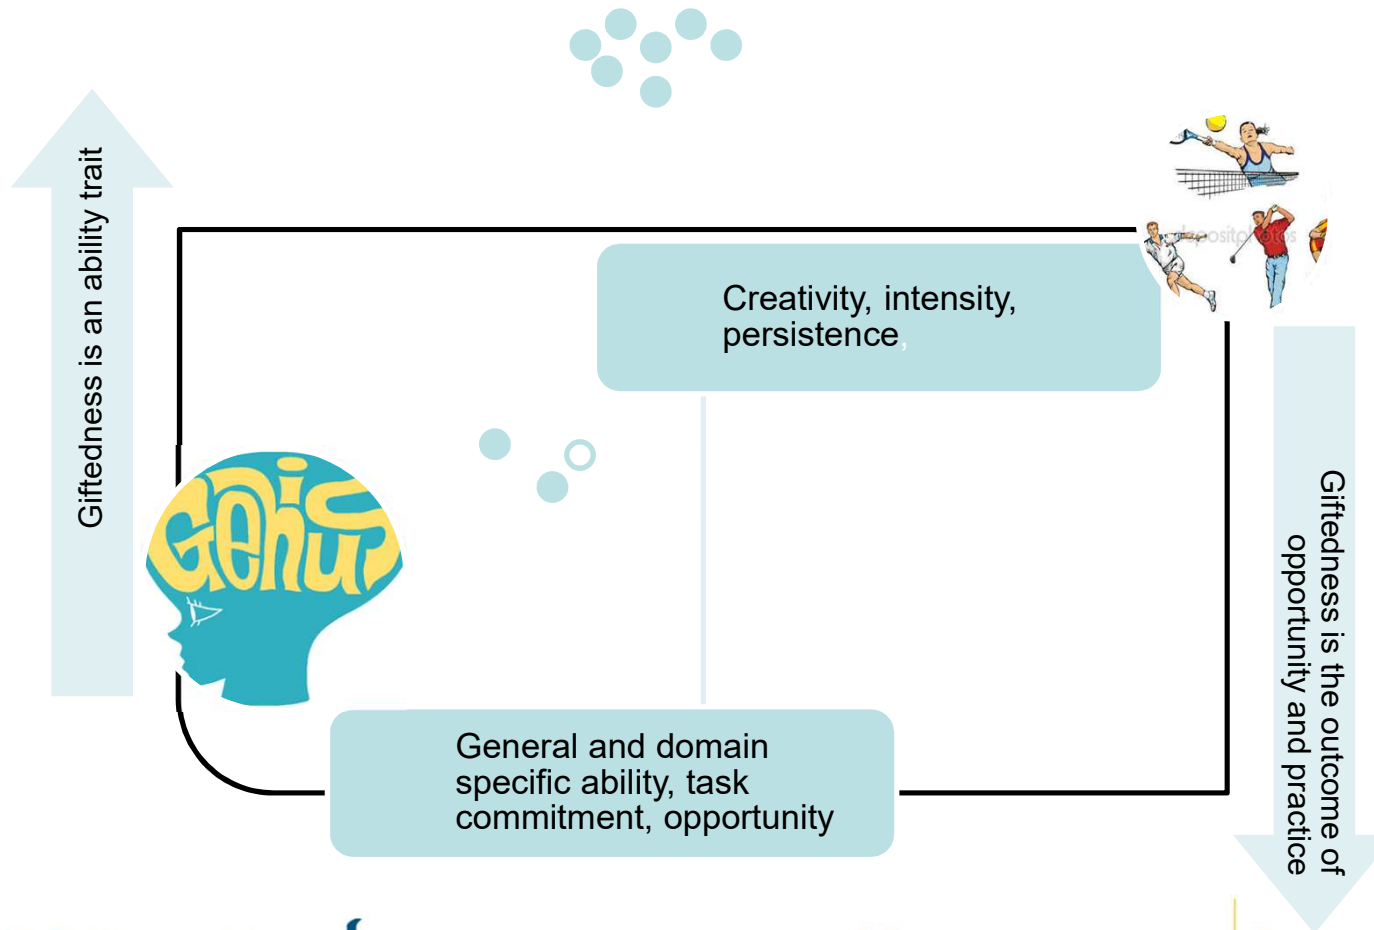 Giftedness is an ability trait
Creativity, intensity,
persistence,
depositphotos
Genius
General and domain
specific ability, task
commitment, opportunity
Giftedness is the outcome of
opportunity and practice